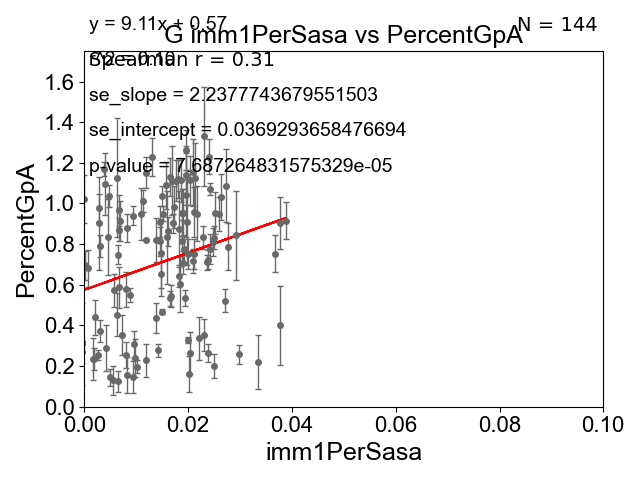 y = 9.11x + 0.57
N = 144
G imm1PerSasa vs PercentGpA
Spearman r = 0.31
se_slope = 2.2377743679551503
se_intercept = 0.0369293658476694
p-value = 7.687264831575329e-05
PercentGpA
1.6
1.4
1.2
1.0
0.8
0.6
0.4
0.2
0.0
0.00 0.02 0.04 0.06 0.08 0.10
imm1PerSasa